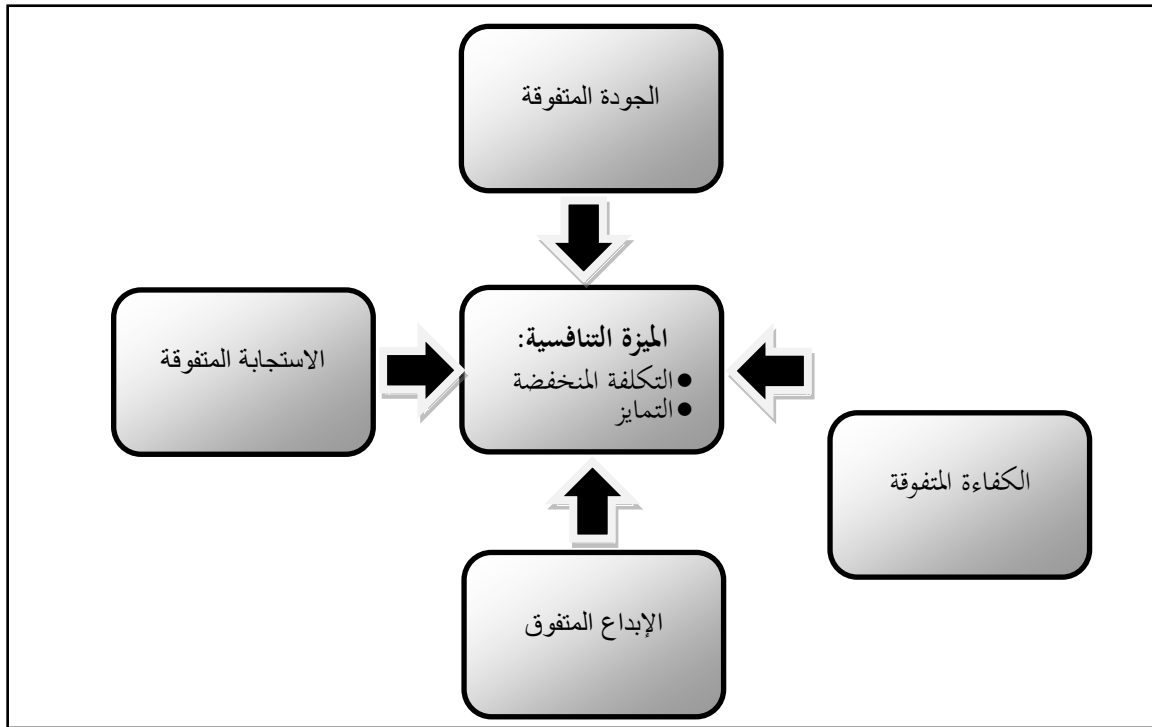 الجودة المتفوقة
الميزة التنافسية:
●التكلفة المنخفضة
●التمايز
الاستجابة المتفوقة
الكفاءة المتفوقة
الإبداع المتفوق